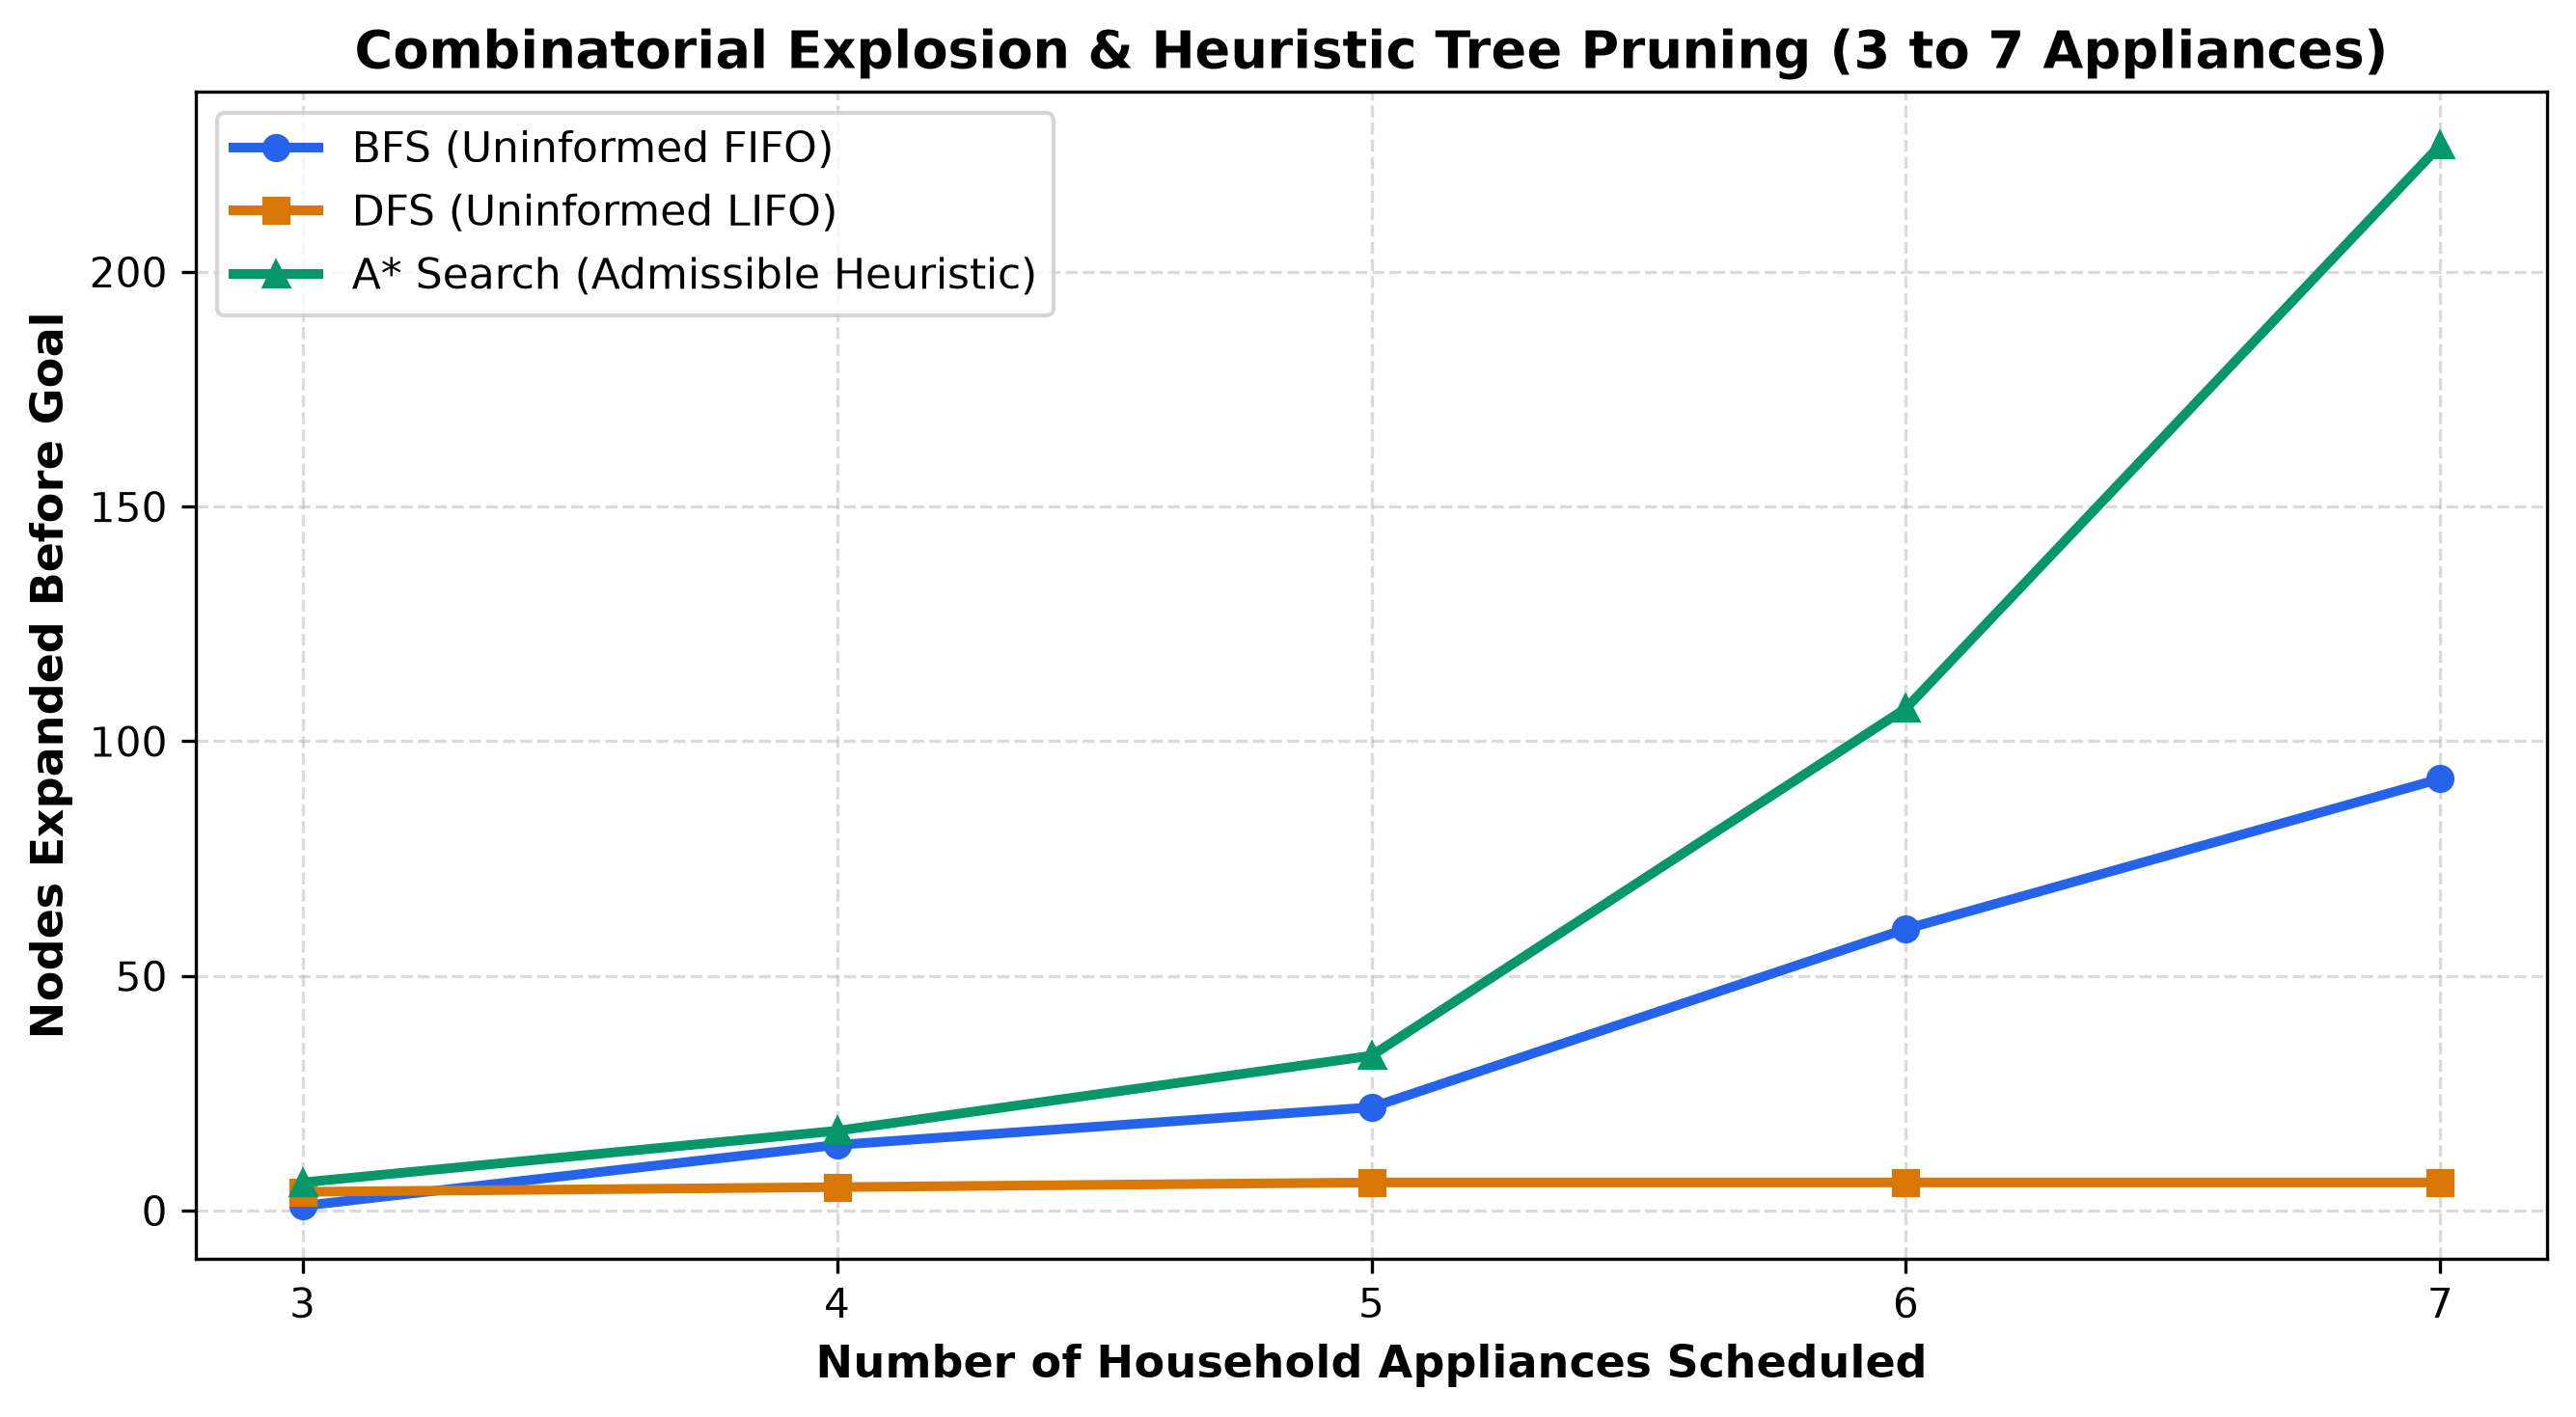 Combinatorial Explosion & Heuristic Tree Pruning (3 to 7 Appliances)
BFS (Uninformed FIFO)
DFS (Uninformed LIFO)
A* Search (Admissible Heuristic)
Nodes Expanded Before Goal
200
150
100
50
0
3
4
5
6
7
Number of Household Appliances Scheduled